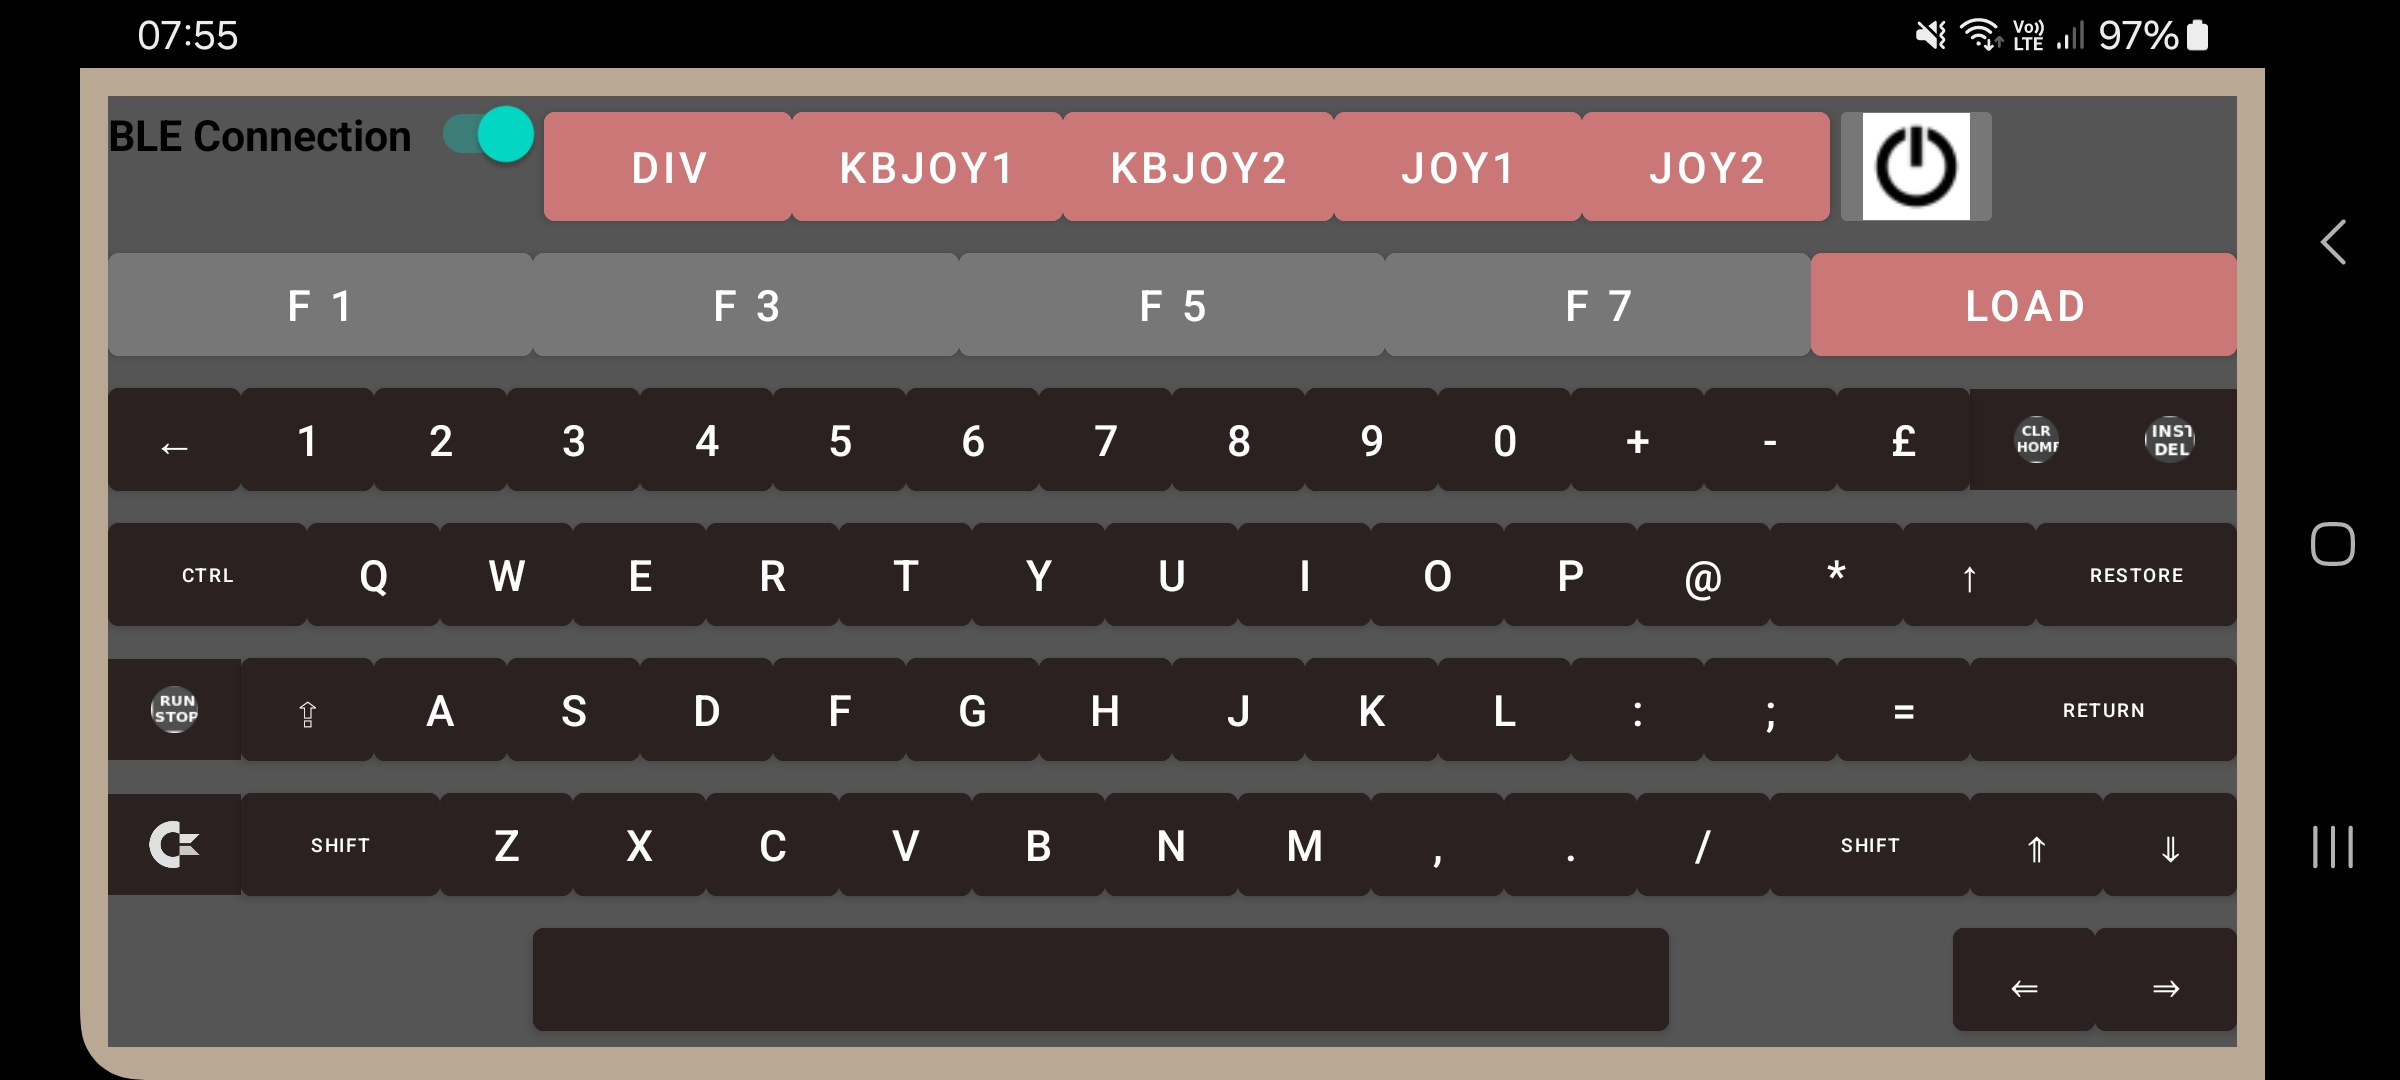 07:55 Vo)) LTE 97%
BLE Connection DIV KBJOY1 KBJOY2 JOY1 JOY2
F 1 F 3 F 5 F 7 LOAD
← 1 2 3 4 5 6 7 8 9 0 + - £ CLR HOME INST DEL
CTRL Q W E R T Y U I O P @ * ↑ RESTORE
RUN STOP ⇪ A S D F G H J K L : ; = RETURN
SHIFT Z X C V B N M , . / SHIFT ⇑ ⇓
⇐ ⇒